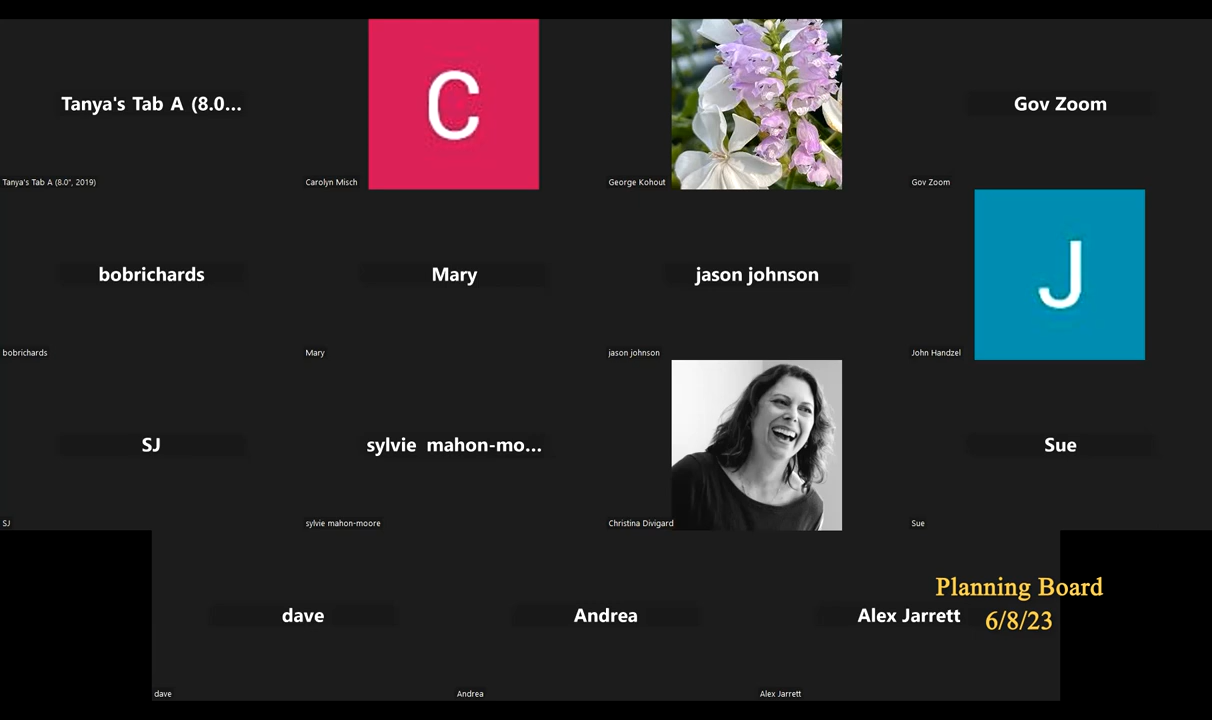 Tanya's Tab A (8.0...
C
Gov Zoom
Tanya's Tab A (8.0", 2019)
Carolyn Misch
George Kohout
Gov Zoom
bobrichards
Mary
jason johnson
J
bobrichards
Mary
jason johnson
John Handzel
SJ
sylvie mahon-mo...
Sue
SJ
sylvie mahon-moore
Christina Divigard
Sue
dave
Andrea
Alex Jarrett
Planning Board
6/8/23
dave
Andrea
Alex Jarrett